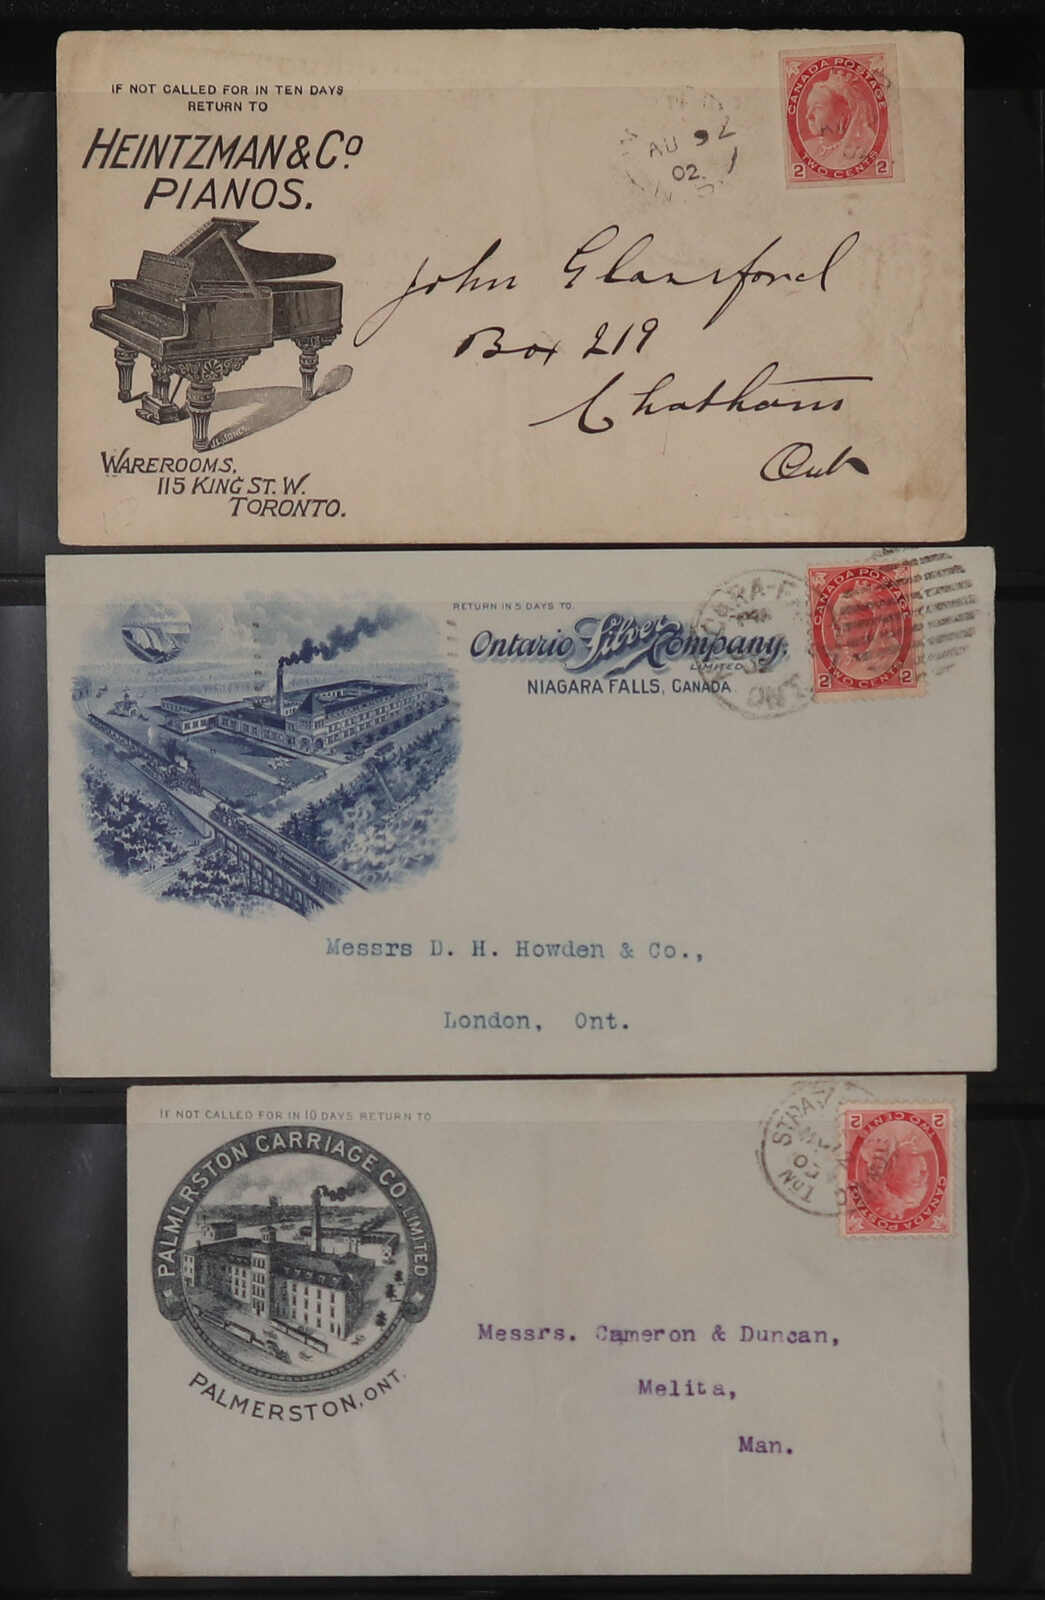 IF NOT CALLED FOR IN TEN DAYS
RETURN TO
HEINTZMAN & Co
PIANOS.
J.L. JONES.
WAREROOMS,
115 KING ST. W.
TORONTO.
AU 92
02
CANADA POSTAGE
2 TWO CENTS 2
John Glansford
Box 219
Chatham
Ont
RETURN IN 5 DAYS TO
Ontario Silver Company,
LIMITED
NIAGARA FALLS, CANADA.
ONT
CANADA POSTAGE
2 TWO CENTS 2
Messrs D. H. Howden & Co.,
London, Ont.
IF NOT CALLED FOR IN 10 DAYS RETURN TO
PALMERSTON CARRIAGE CO. LIMITED
PALMERSTON, ONT.
CANADA POSTAGE
2 TWO CENTS 2
Messrs. Cameron & Duncan,
Melita,
Man.